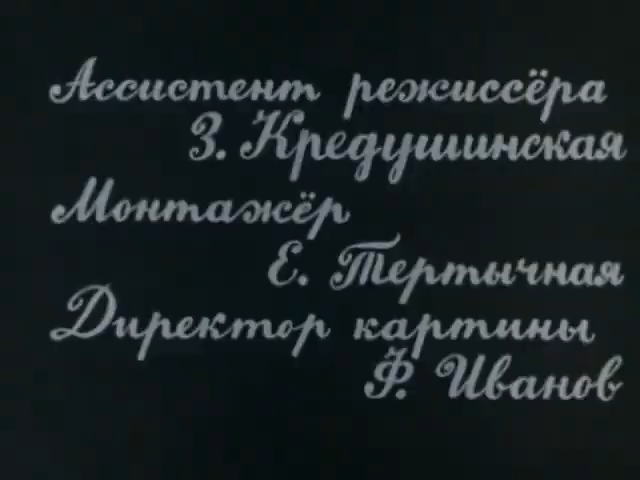 Ассистент режиссёра
З. Кредушинская
Монтажёр
Е. Тертычная
Директор картины
Ф. Иванов